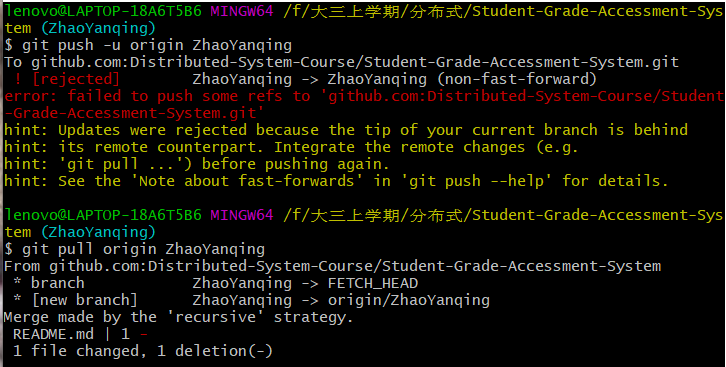 lenovo@LAPTOP-18A6T5B6 MINGW64 /f/大三上学期/分布式/Student-Grade-Accessment-Sys
tem (ZhaoYanqing)
$ git push -u origin ZhaoYanqing
To github.com:Distributed-System-Course/Student-Grade-Accessment-System.git
 ! [rejected]        ZhaoYanqing -> ZhaoYanqing (non-fast-forward)
error: failed to push some refs to 'github.com:Distributed-System-Course/Student
-Grade-Accessment-System.git'
hint: Updates were rejected because the tip of your current branch is behind
hint: its remote counterpart. Integrate the remote changes (e.g.
hint: 'git pull ...') before pushing again.
hint: See the 'Note about fast-forwards' in 'git push --help' for details.
lenovo@LAPTOP-18A6T5B6 MINGW64 /f/大三上学期/分布式/Student-Grade-Accessment-Sys
tem (ZhaoYanqing)
$ git pull origin ZhaoYanqing
From github.com:Distributed-System-Course/Student-Grade-Accessment-System
 * branch            ZhaoYanqing -> FETCH_HEAD
 * [new branch]      ZhaoYanqing -> origin/ZhaoYanqing
Merge made by the 'recursive' strategy.
 README.md | 1 -
 1 file changed, 1 deletion(-)